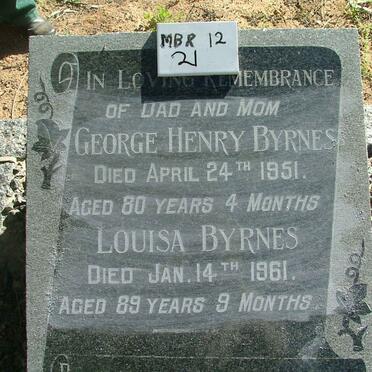 MBR 12
21
IN LOVING REMEMBRANCE
OF DAD AND MOM
GEORGE HENRY BYRNES
DIED APRIL 24TH 1951.
AGED 80 YEARS 4 MONTHS
LOUISA BYRNES
DIED JAN. 14TH 1961.
AGED 89 YEARS 9 MONTHS.